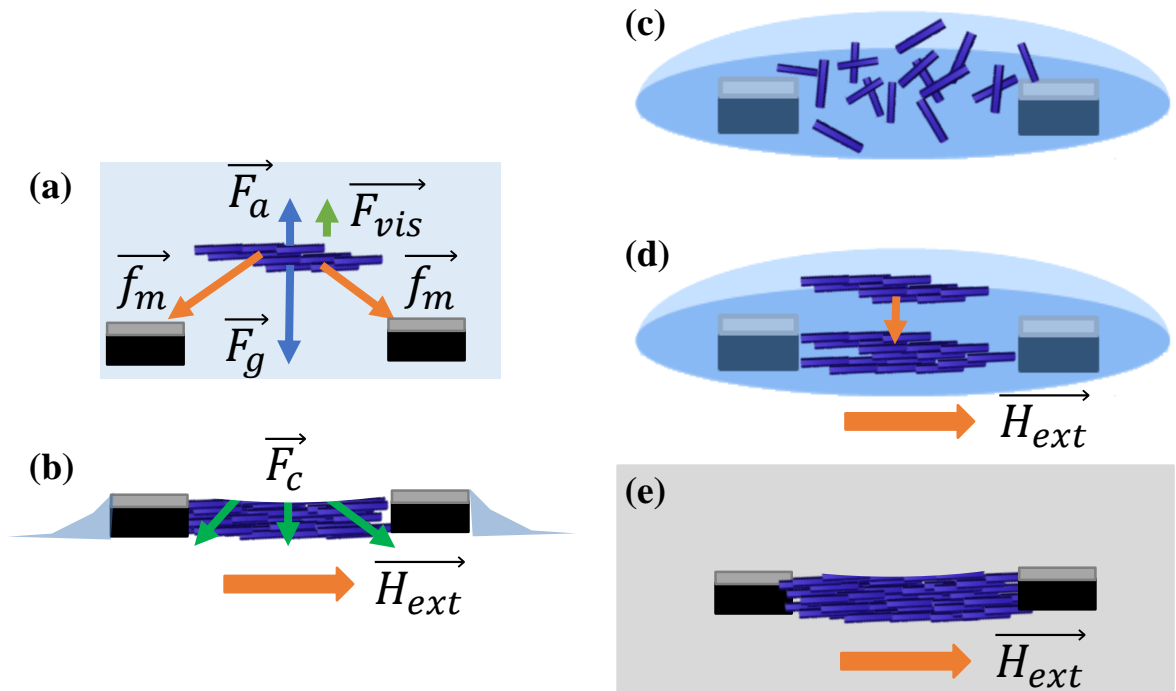 (a)
F_a
F_vis
f_m
f_m
F_g
(b)
F_c
H_ext
(c)
(d)
H_ext
(e)
H_ext